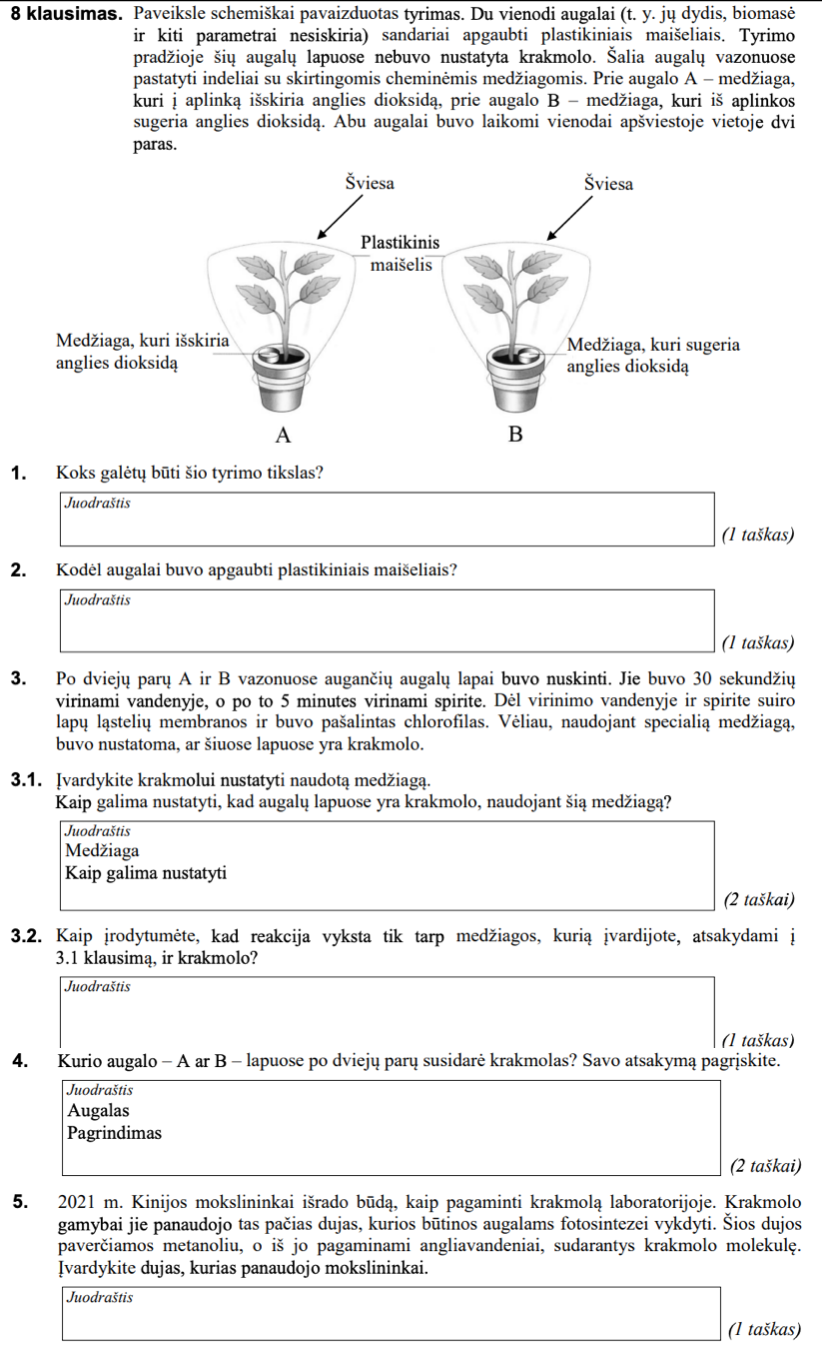 8 klausimas. Paveiksle schemiškai pavaizduotas tyrimas. Du vienodi augalai (t. y. jų dydis, biomasė
ir kiti parametrai nesiskiria) sandariai apgaubti plastikiniais maišeliais. Tyrimo
pradžioje šių augalų lapuose nebuvo nustatyta krakmolo. Šalia augalų vazonuose
pastatyti indeliai su skirtingomis cheminėmis medžiagomis. Prie augalo A – medžiaga,
kuri į aplinką išskiria anglies dioksidą, prie augalo B – medžiaga, kuri iš aplinkos
sugeria anglies dioksidą. Abu augalai buvo laikomi vienodai apšviestoje vietoje dvi
paras.
Šviesa
Šviesa
Plastikinis
maišelis
Medžiaga, kuri išskiria
anglies dioksidą
Medžiaga, kuri sugeria
anglies dioksidą
A
B
1. Koks galėtų būti šio tyrimo tikslas?
Juodraštis
(1 taškas)
2. Kodėl augalai buvo apgaubti plastikiniais maišeliais?
Juodraštis
(1 taškas)
3. Po dviejų parų A ir B vazonuose augančių augalų lapai buvo nuskinti. Jie buvo 30 sekundžių
virinami vandenyje, o po to 5 minutes virinami spirite. Dėl virinimo vandenyje ir spirite suiro
lapų ląstelių membranos ir buvo pašalintas chlorofilas. Vėliau, naudojant specialią medžiagą,
buvo nustatoma, ar šiuose lapuose yra krakmolo.
3.1. Įvardykite krakmolui nustatyti naudotą medžiagą.
Kaip galima nustatyti, kad augalų lapuose yra krakmolo, naudojant šią medžiagą?
Juodraštis
Medžiaga
Kaip galima nustatyti
(2 taškai)
3.2. Kaip įrodytumėte, kad reakcija vyksta tik tarp medžiagos, kurią įvardijote, atsakydami į
3.1 klausimą, ir krakmolo?
Juodraštis
(1 taškas)
4. Kurio augalo – A ar B – lapuose po dviejų parų susidarė krakmolas? Savo atsakymą pagrįskite.
Juodraštis
Augalas
Pagrindimas
(2 taškai)
5. 2021 m. Kinijos mokslininkai išrado būdą, kaip pagaminti krakmolą laboratorijoje. Krakmolo
gamybai jie panaudojo tas pačias dujas, kurios būtinos augalams fotosintezei vykdyti. Šios dujos
paverčiamos metanoliu, o iš jo pagaminami angliavandeniai, sudarantys krakmolo molekulę.
Įvardykite dujas, kurias panaudojo mokslininkai.
Juodraštis
(1 taškas)